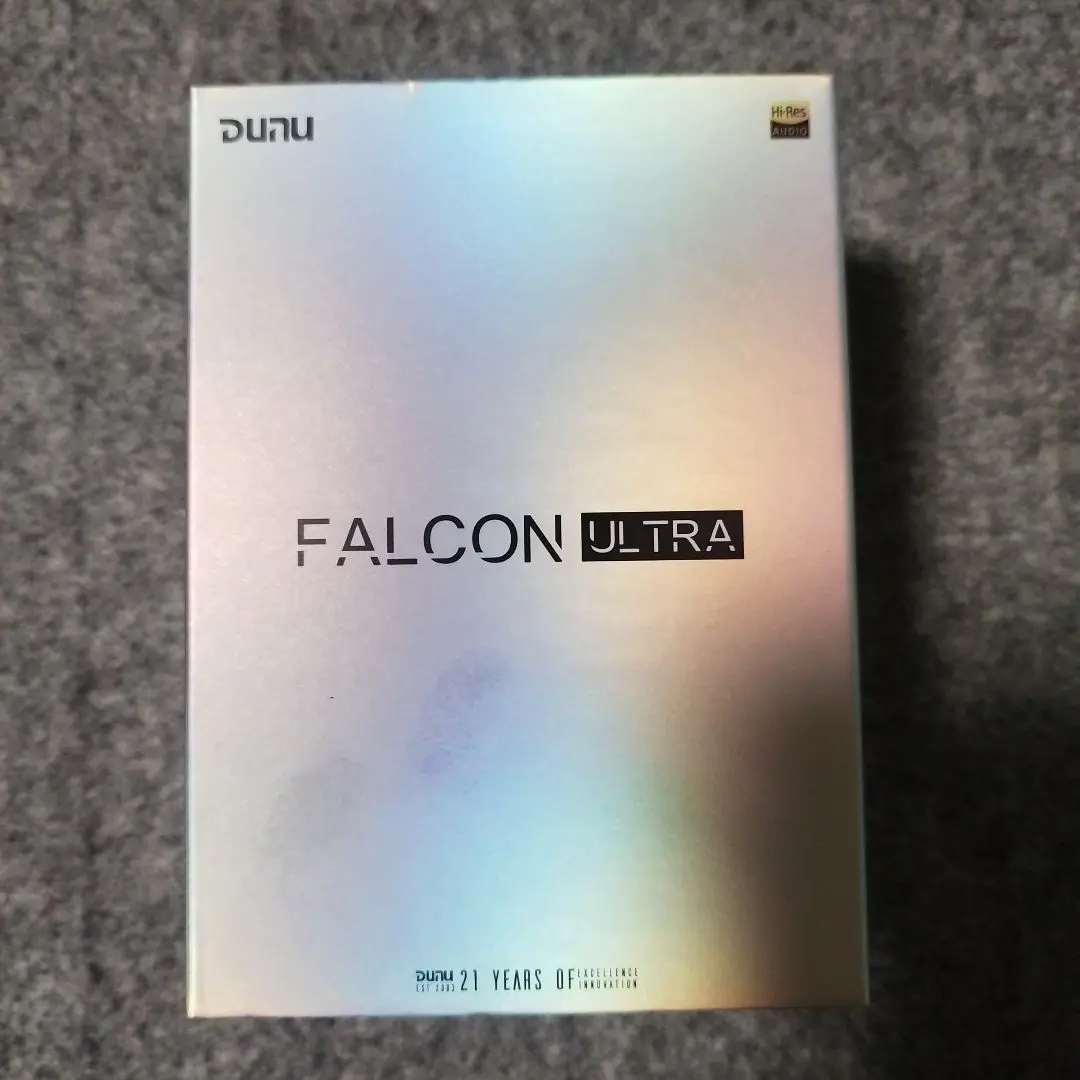 DUNU
Hi-Res
AUDIO
FALCON ULTRA
DUNU 21 YEARS OF EXCELLENCE
EST 2003 INNOVATION